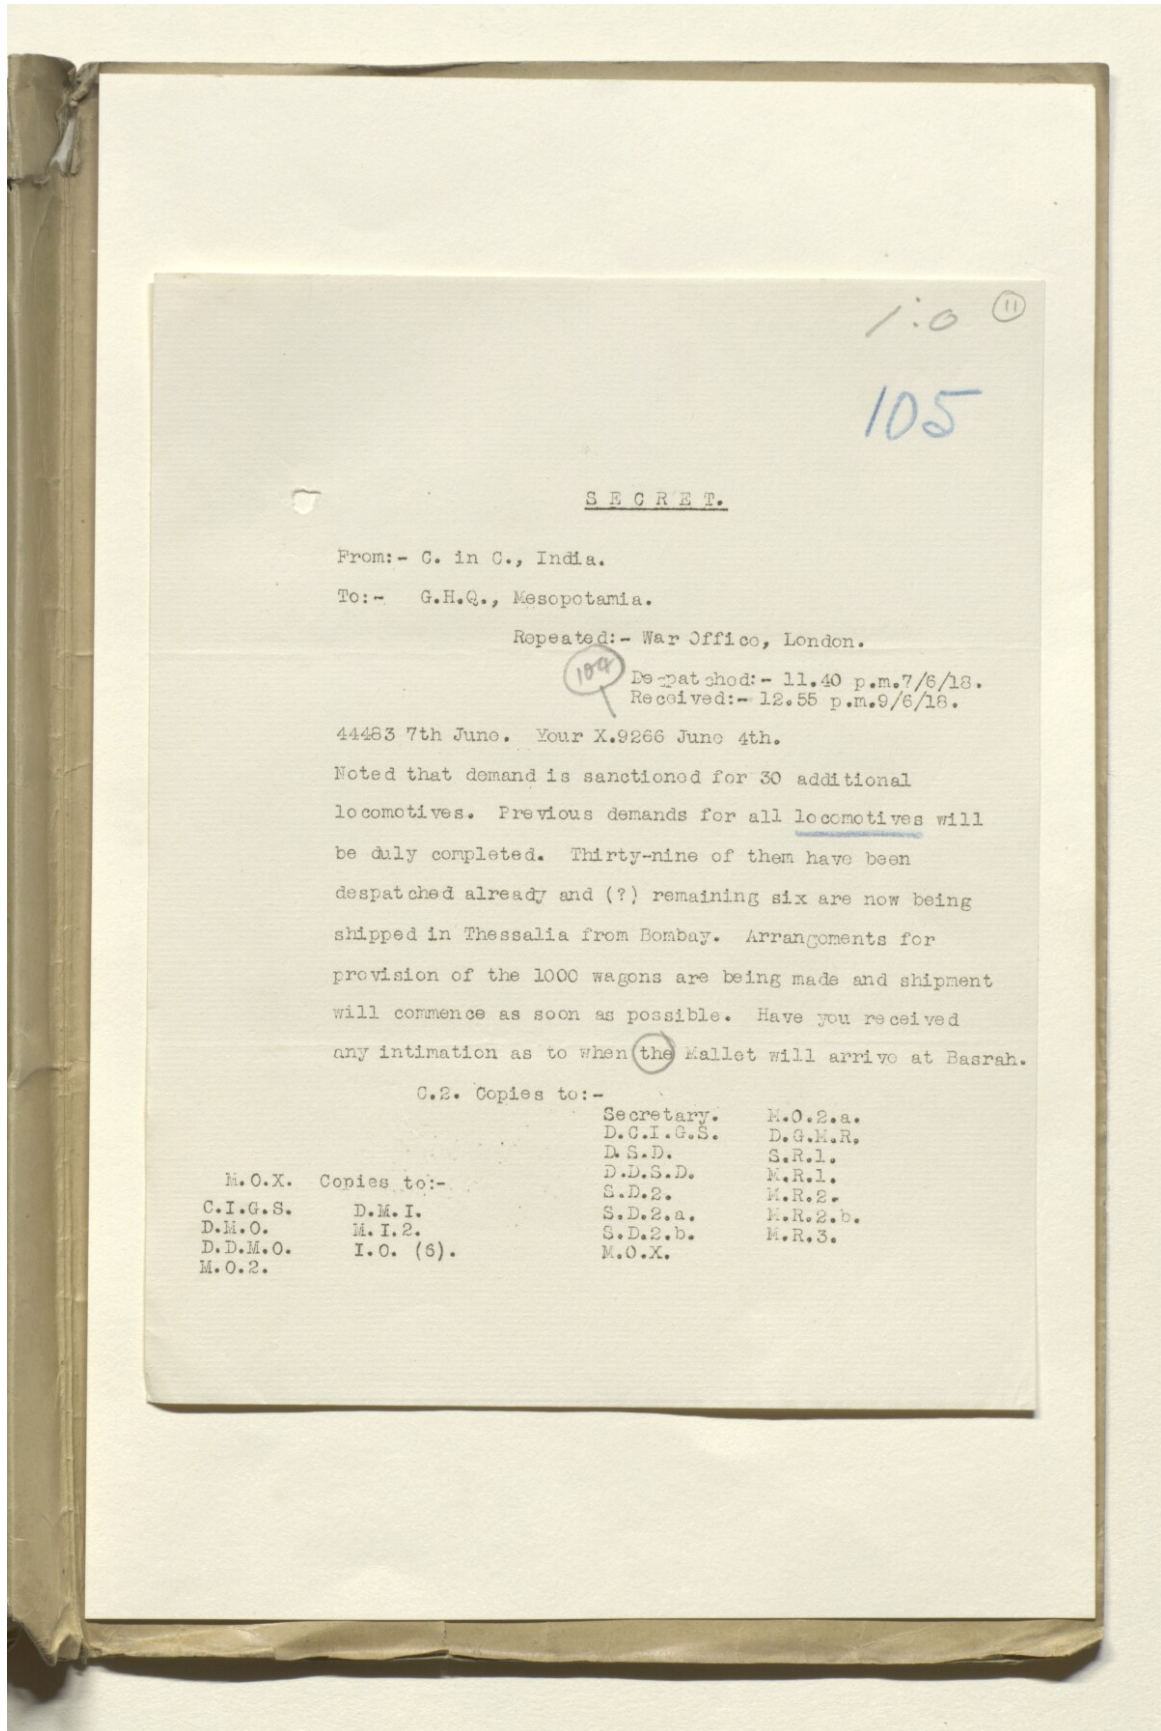 1:0 11
105
SECRET.
From:- C. in C., India.
To:- G.H.Q., Mesopotamia.
Repeated:- War Office, London.
104
Despatched:- 11.40 p.m.7/6/18.
Received:- 12.55 p.m.9/6/18.
44483 7th June. Your X.9266 June 4th.
Noted that demand is sanctioned for 30 additional
locomotives. Previous demands for all locomotives will
be duly completed. Thirty-nine of them have been
despatched already and (?) remaining six are now being
shipped in Thessalia from Bombay. Arrangements for
provision of the 1000 wagons are being made and shipment
will commence as soon as possible. Have you received
any intimation as to when the Mallet will arrive at Basrah.
C.2. Copies to:-
Secretary. M.O.2.a.
D.C.I.G.S. D.G.M.R.
D.S.D. S.R.1.
D.D.S.D. M.R.1.
S.D.2. M.R.2.
S.D.2.a. M.R.2.b.
S.D.2.b. M.R.3.
M.O.X.
M.O.X. Copies to:-
C.I.G.S. D.M.I.
D.M.O. M.I.2.
D.D.M.O. I.O. (6).
M.O.2.